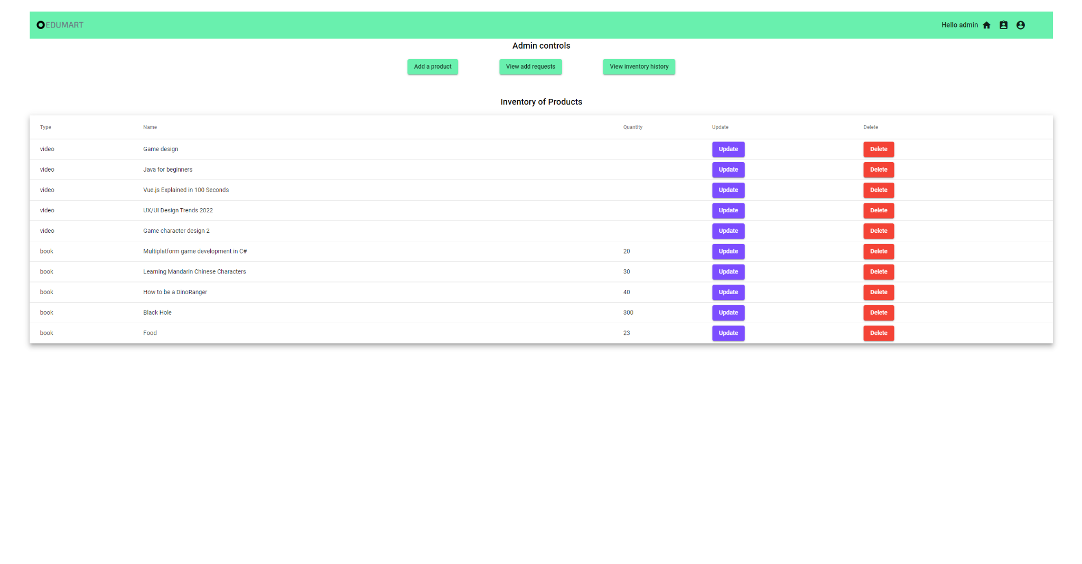 EDUMART Hello admin
Admin controls
Add a product View add requests View inventory history
Inventory of Products
Type Name Quantity Update Delete
video Game design Update Delete
video Java for beginners Update Delete
video Vue.js Explained in 100 Seconds Update Delete
video UX/UI Design Trends 2022 Update Delete
video Game character design 2 Update Delete
book Multiplatform game development in C# 20 Update Delete
book Learning Mandarin Chinese Characters 30 Update Delete
book How to be a DinoRanger 40 Update Delete
book Black Hole 300 Update Delete
book Food 23 Update Delete